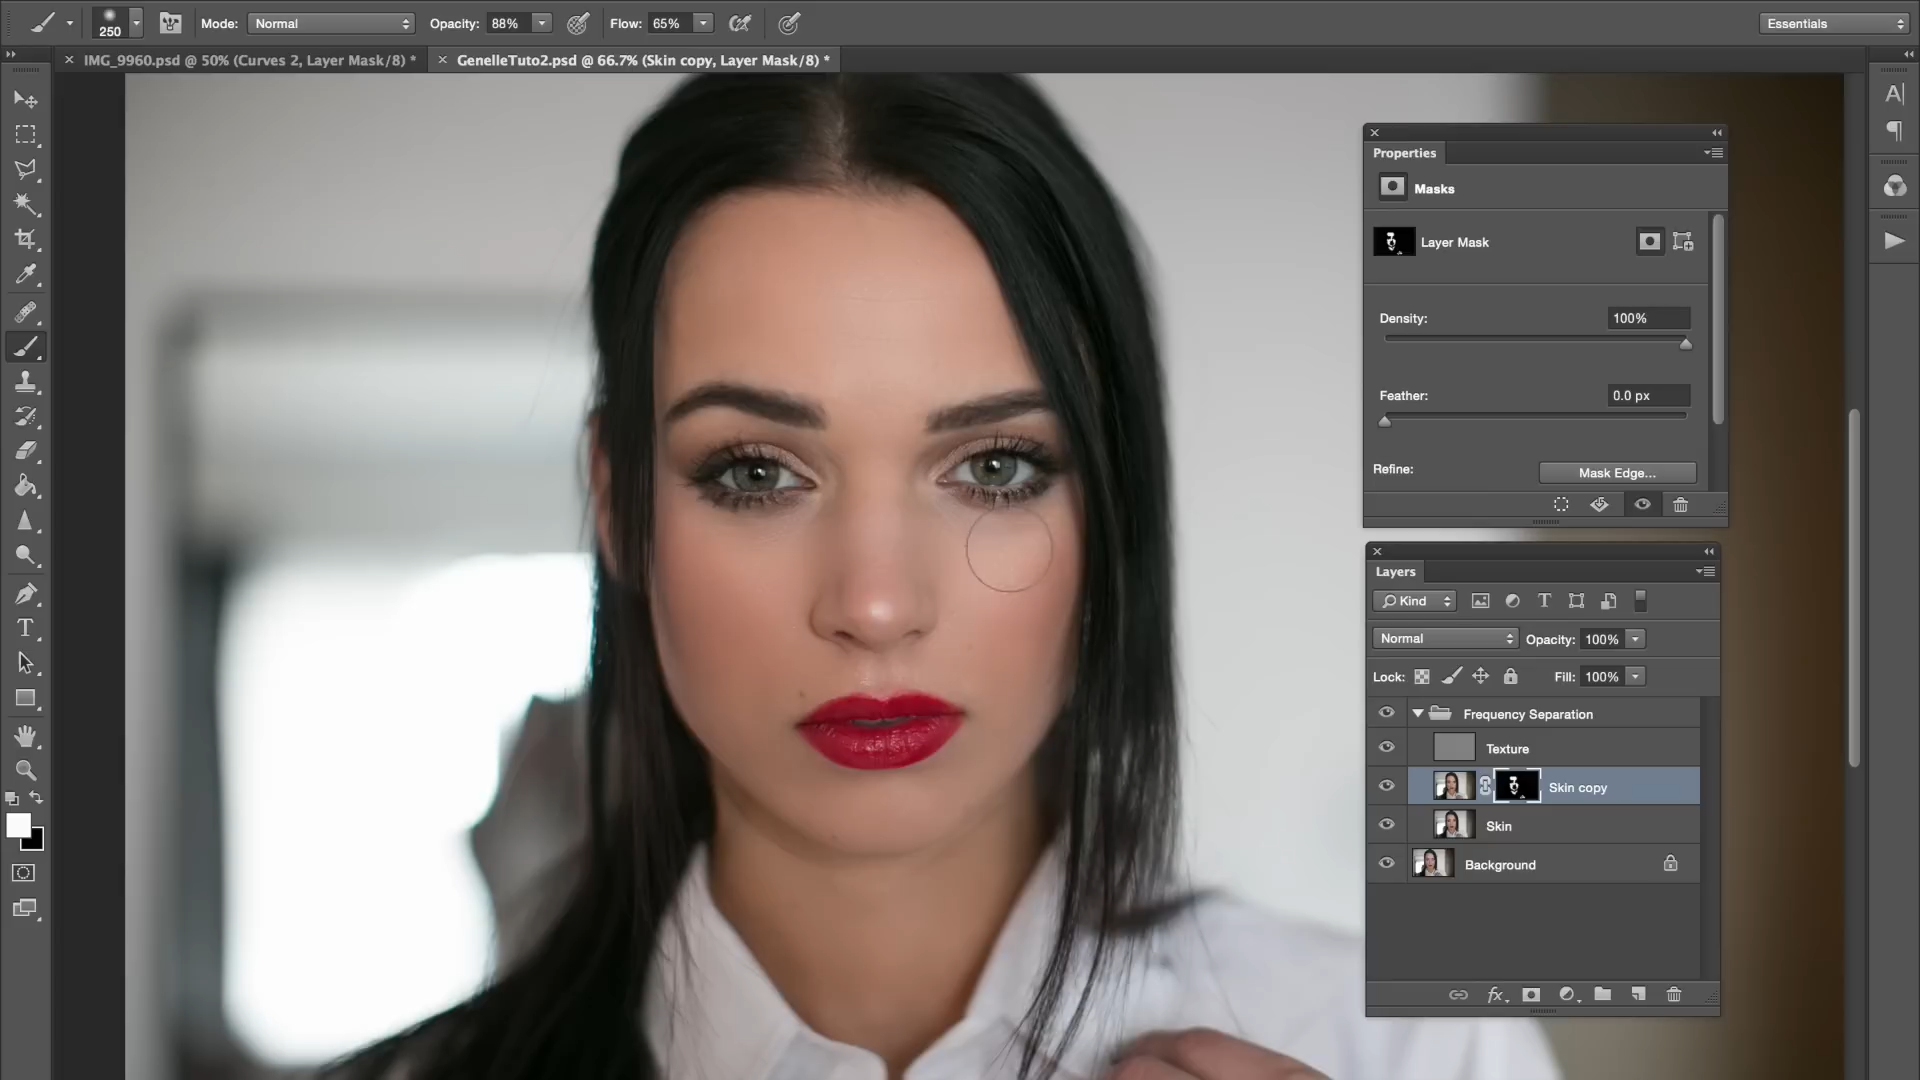 250
Mode: Normal Opacity: 88% Flow: 65% Essentials
IMG_9960.psd @ 50% (Curves 2, Layer Mask/8) * GenelleTuto2.psd @ 66.7% (Skin copy, Layer Mask/8) *
Properties
Masks
Layer Mask
Density: 100%
Feather: 0.0 px
Refine: Mask Edge...
Layers
Kind
Normal Opacity: 100%
Lock: Fill: 100%
Frequency Separation
Texture
Skin copy
Skin
Background
fx